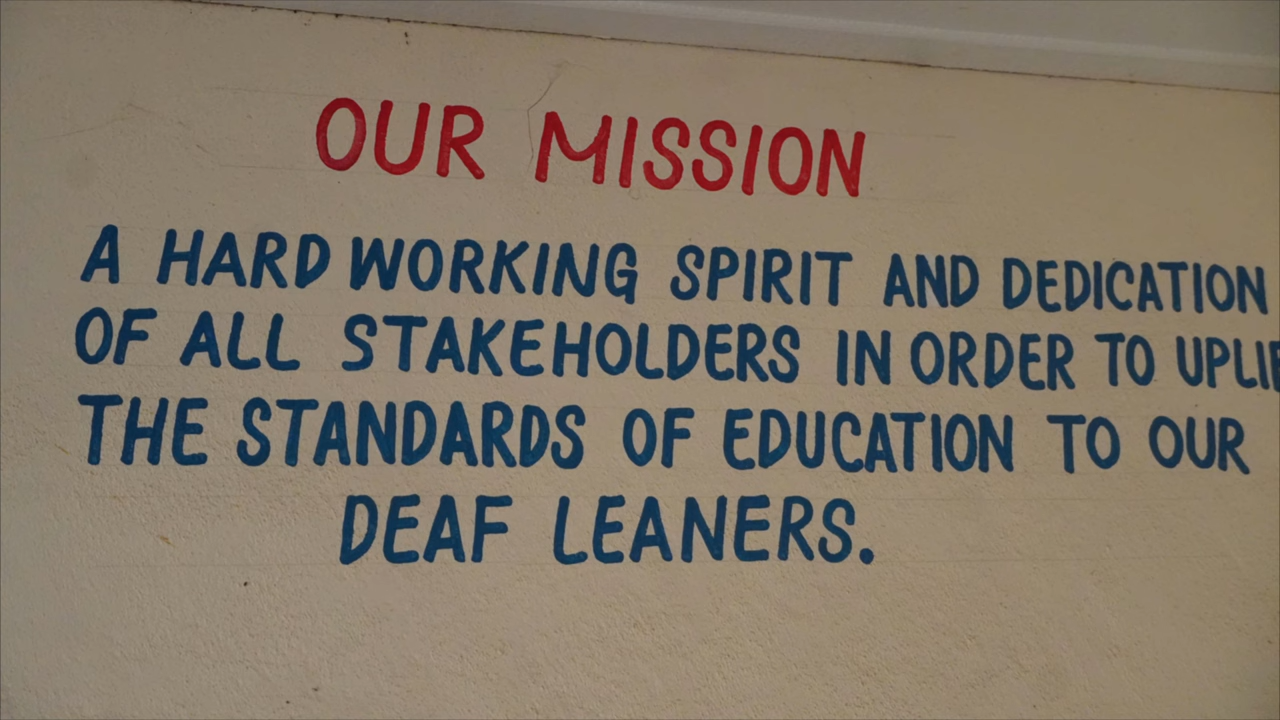 OUR MISSION
A HARD WORKING SPIRIT AND DEDICATION
OF ALL STAKEHOLDERS IN ORDER TO
THE STANDARDS OF EDUCATION TO OUR
DEAF LEANERS.